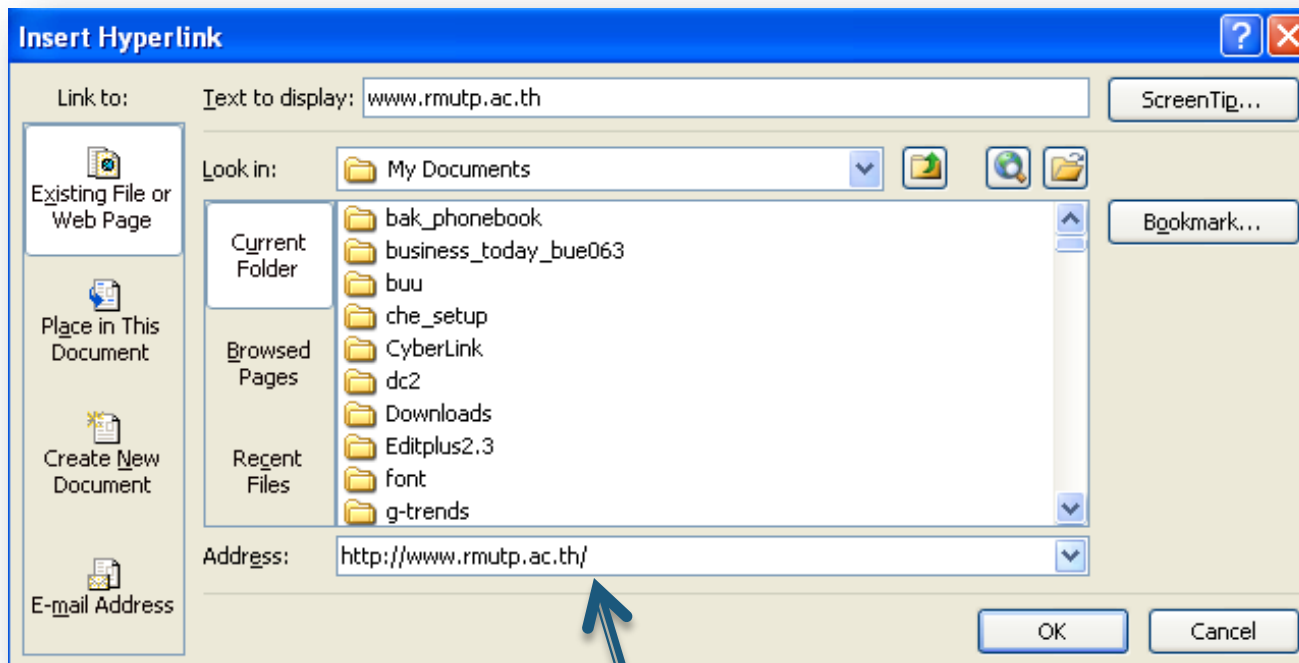 Insert Hyperlink
Link to:
Text to display: www.rmutp.ac.th
ScreenTip...
Existing File or
Web Page
Place in This
Document
Create New
Document
E-mail Address
Look in: My Documents
Current
Folder
Browsed
Pages
Recent
Files
bak_phonebook
business_today_bue063
buu
che_setup
CyberLink
dc2
Downloads
Editplus2.3
font
g-trends
Bookmark...
Address: http://www.rmutp.ac.th/
OK
Cancel